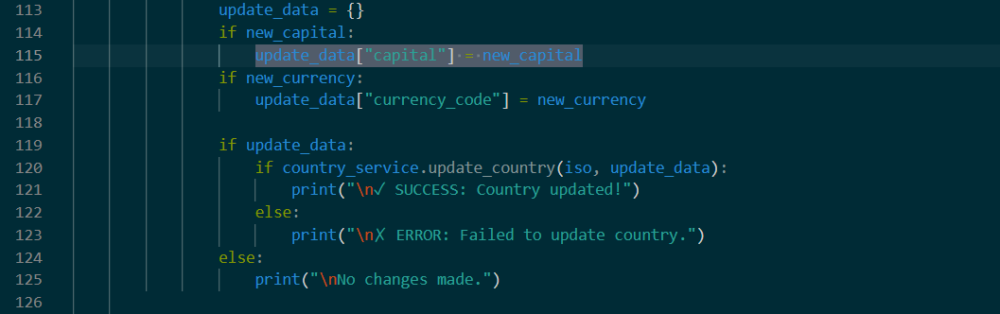 113 update_data = {}
114 if new_capital:
115 update_data["capital"] = new_capital
116 if new_currency:
117 update_data["currency_code"] = new_currency
118
119 if update_data:
120 if country_service.update_country(iso, update_data):
121 print("\n✓ SUCCESS: Country updated!")
122 else:
123 print("\n✗ ERROR: Failed to update country.")
124 else:
125 print("\nNo changes made.")
126